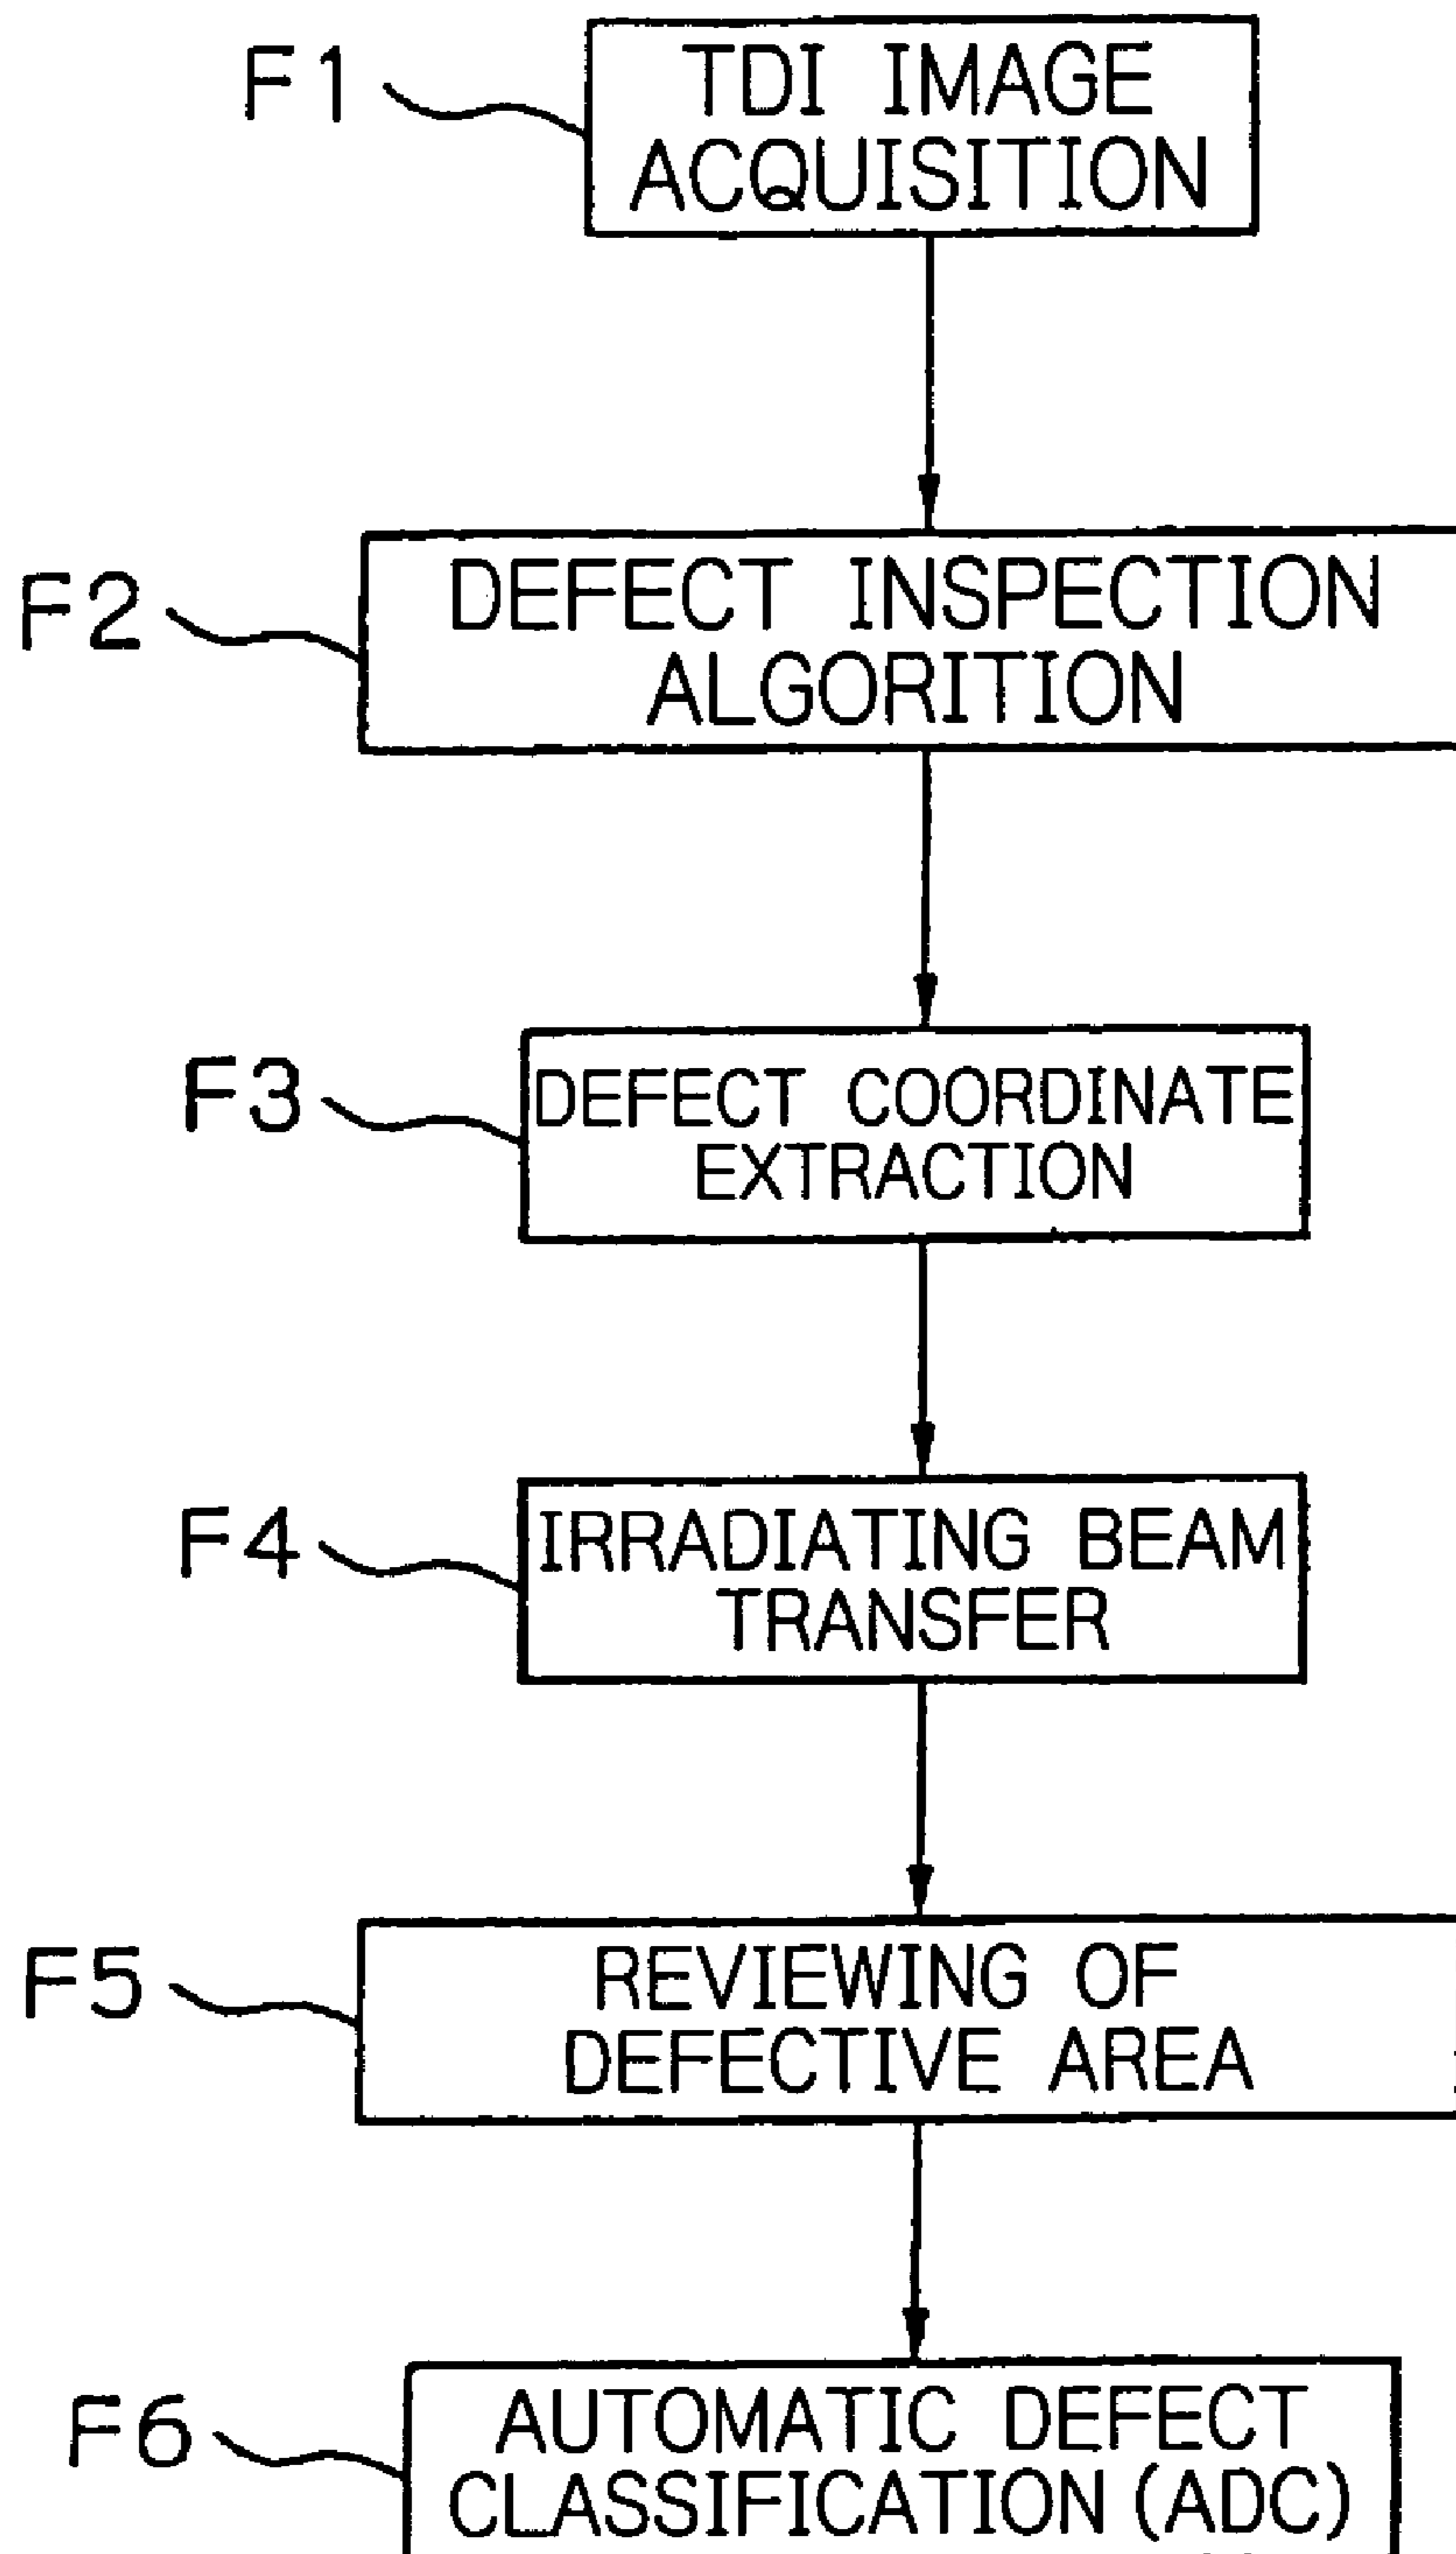 F1
TDI IMAGE
ACQUISITION
F2
DEFECT INSPECTION
ALGORITION
F3
DEFECT COORDINATE
EXTRACTION
F4
IRRADIATING BEAM
TRANSFER
F5
REVIEWING OF
DEFECTIVE AREA
F6
AUTOMATIC DEFECT
CLASSIFICATION (ADC)